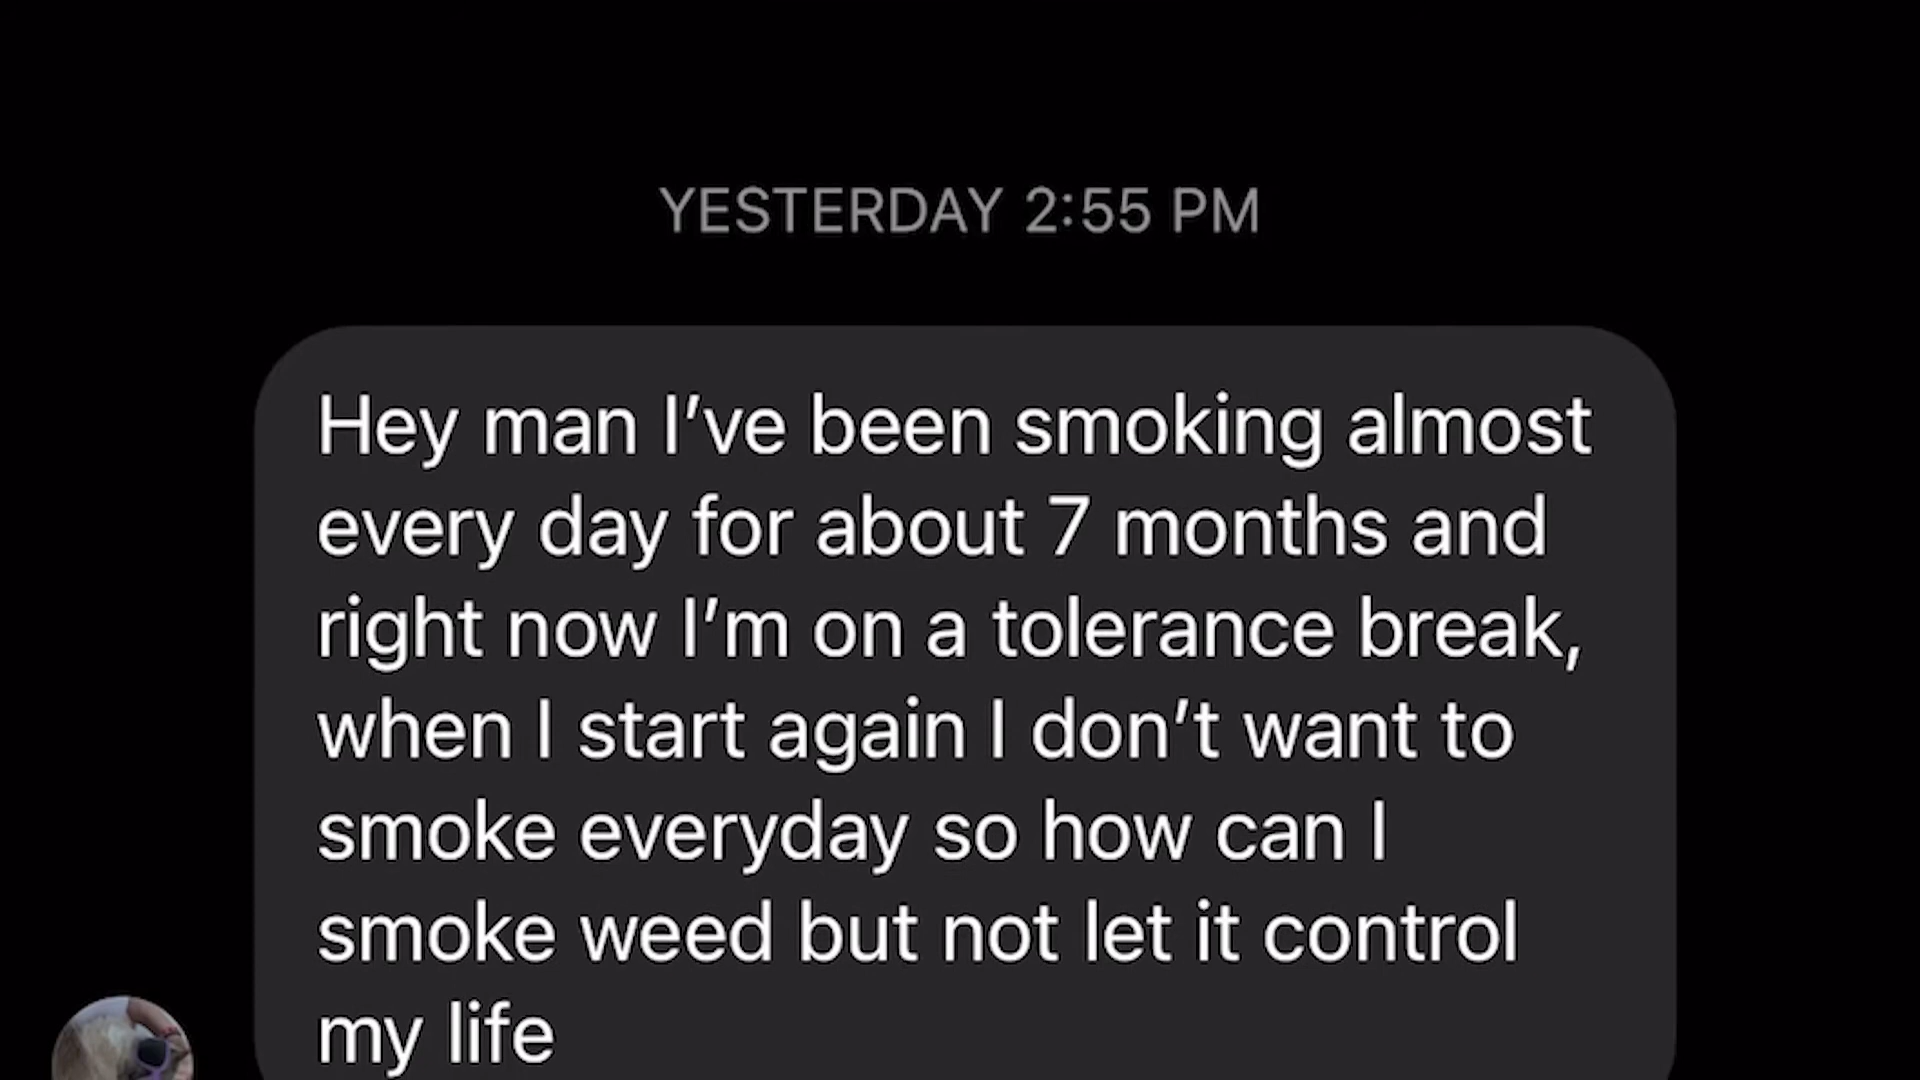 YESTERDAY 2:55 PM
Hey man I’ve been smoking almost
every day for about 7 months and
right now I’m on a tolerance break,
when I start again I don’t want to
smoke everyday so how can I
smoke weed but not let it control
my life